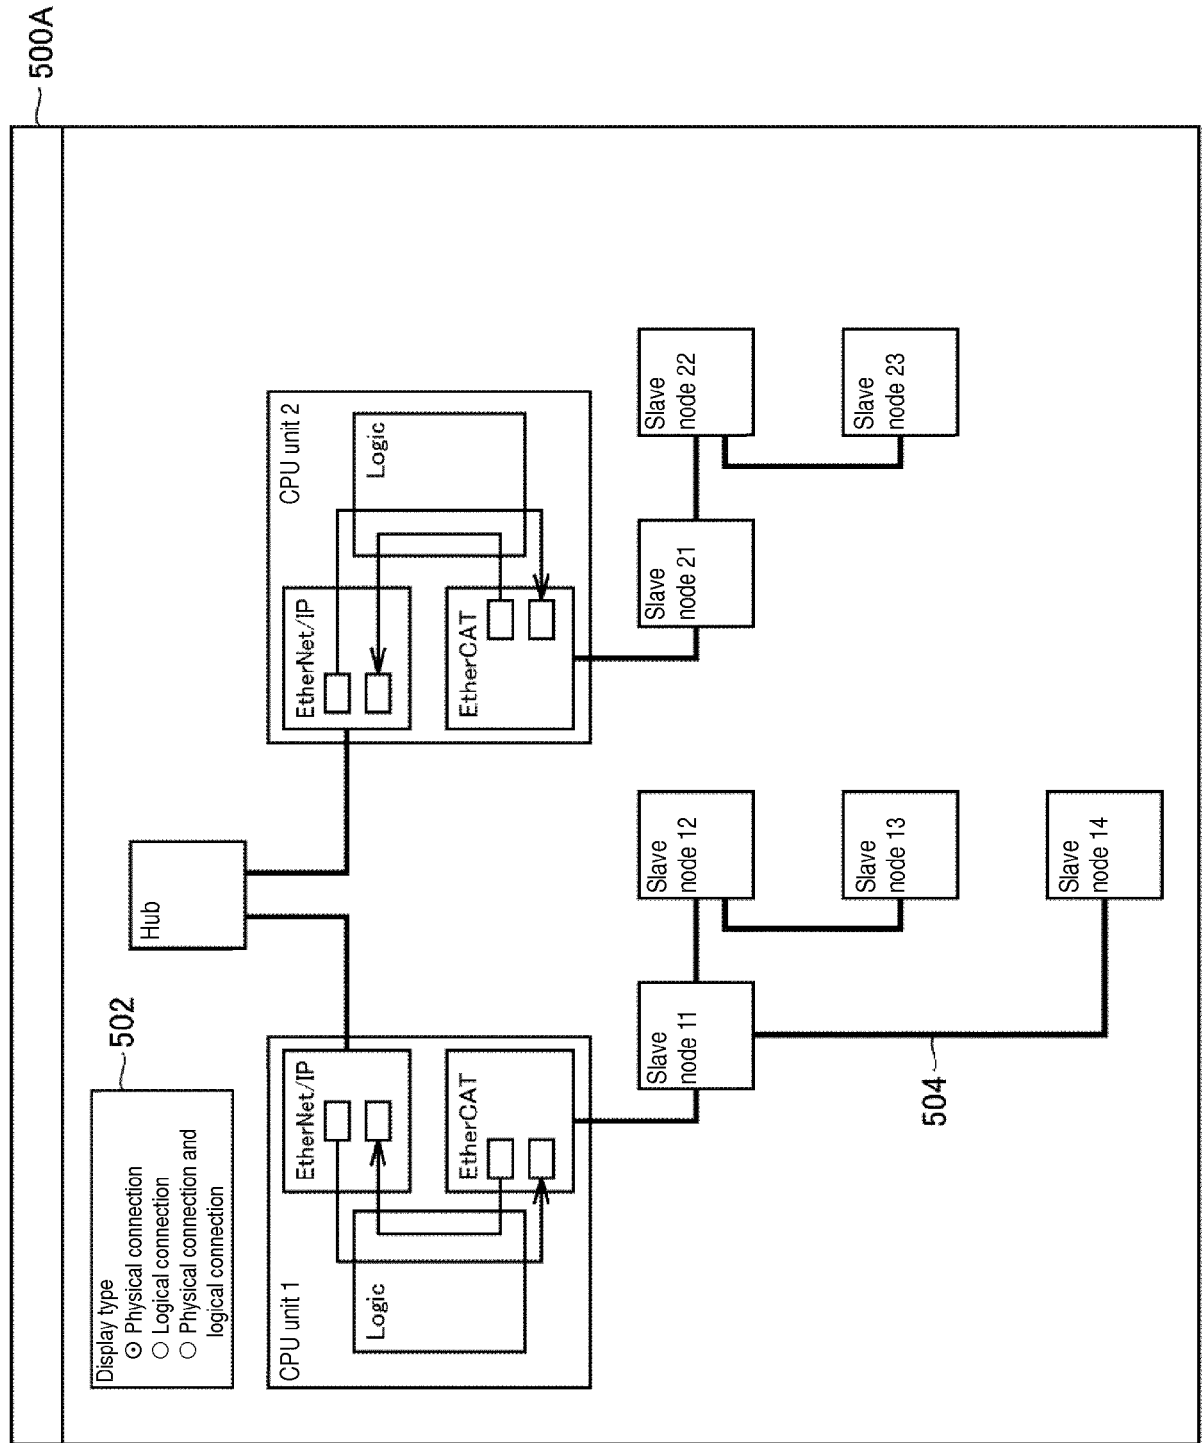 500A
Display type
Physical connection
Logical connection
Physical connection and
logical connection
502
Hub
CPU unit 1
EtherNet/IP
Logic
EtherCAT
CPU unit 2
EtherNet/IP
Logic
EtherCAT
Slave
node 11
Slave
node 12
Slave
node 21
Slave
node 22
Slave
node 13
Slave
node 23
504
Slave
node 14